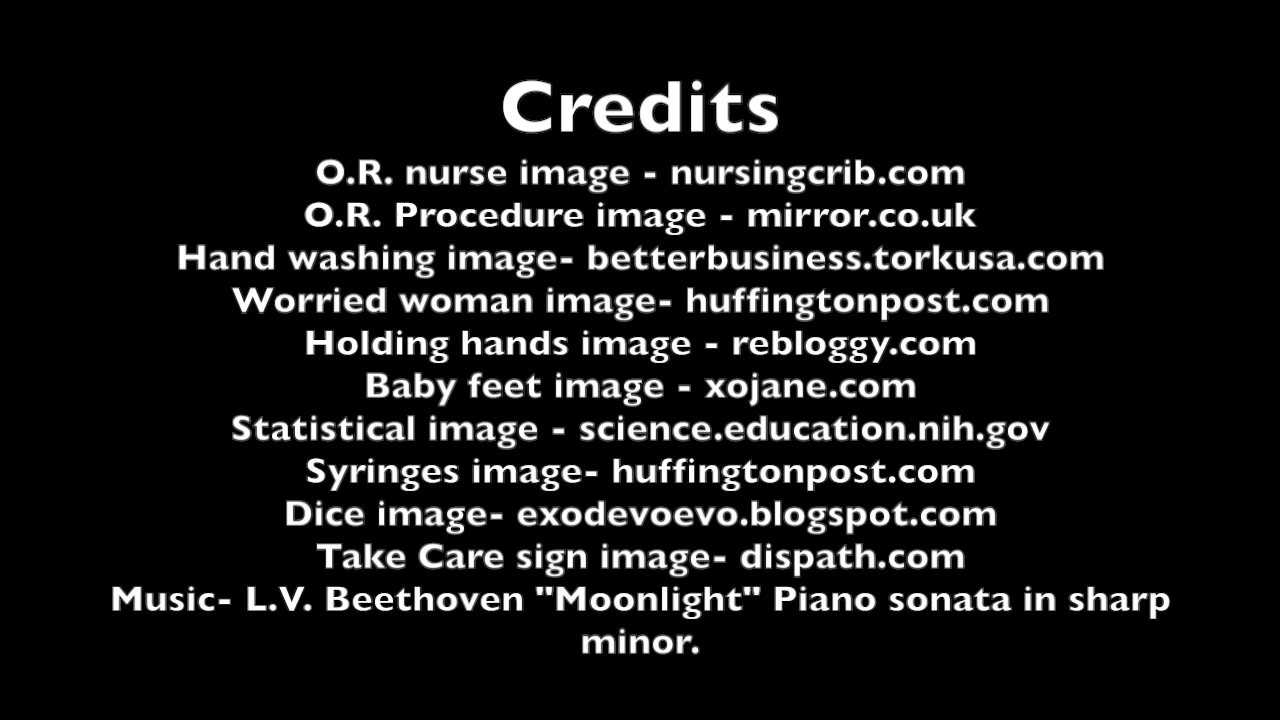 Credits
O.R. nurse image - nursingcrib.com
O.R. Procedure image - mirror.co.uk
Hand washing image- betterbusiness.torkusa.com
Worried woman image- huffingtonpost.com
Holding hands image - rebloggy.com
Baby feet image - xojane.com
Statistical image - science.education.nih.gov
Syringes image- huffingtonpost.com
Dice image- exodevoevo.blogspot.com
Take Care sign image- dispath.com
Music- L.V. Beethoven "Moonlight" Piano sonata in sharp
minor.